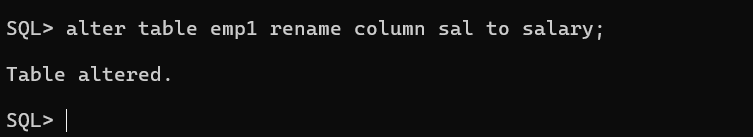 SQL> alter table emp1 rename column sal to salary;
Table altered.
SQL>